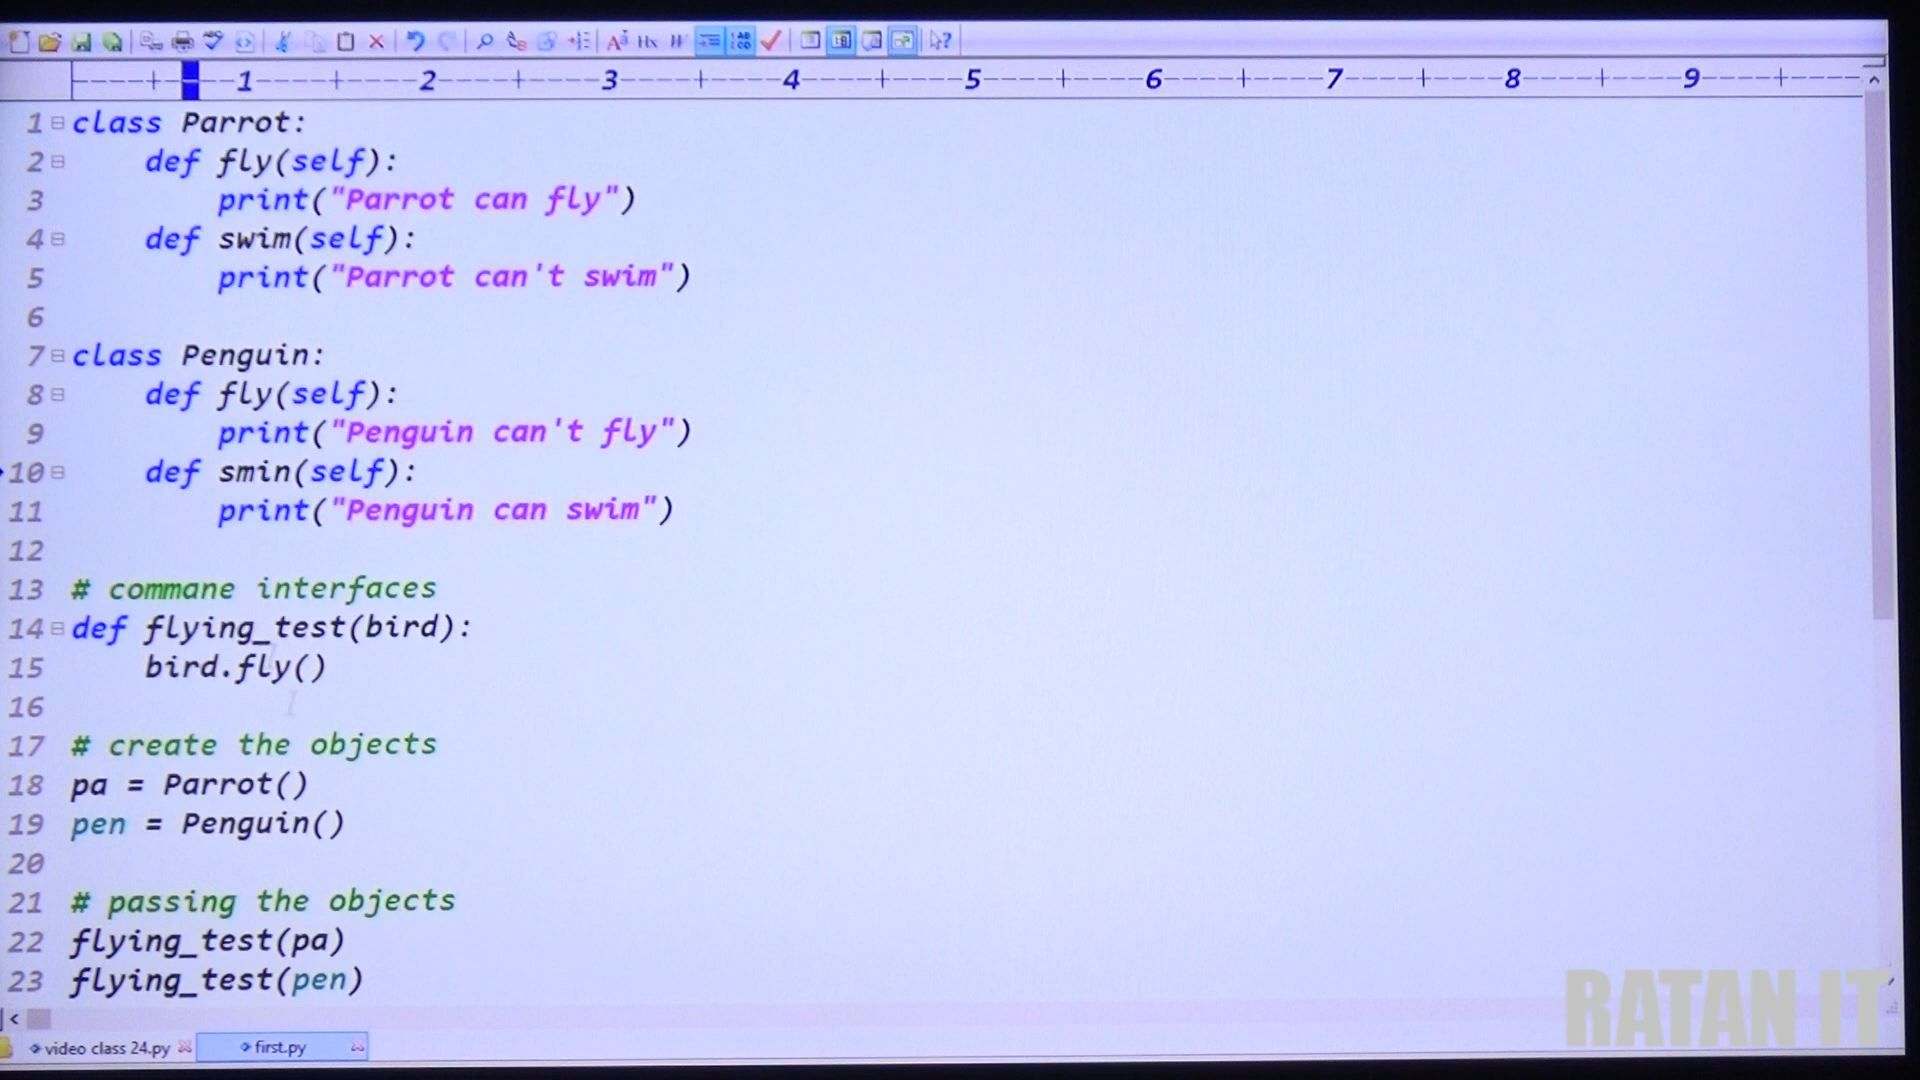 ----+----1----+----2----+----3----+----4----+----5----+----6----+----7----+----8----+----9----+----
1 class Parrot:
2     def fly(self):
3         print("Parrot can fly")
4     def swim(self):
5         print("Parrot can't swim")
6
7 class Penguin:
8     def fly(self):
9         print("Penguin can't fly")
10     def smin(self):
11         print("Penguin can swim")
12
13 # commane interfaces
14 def flying_test(bird):
15     bird.fly()
16
17 # create the objects
18 pa = Parrot()
19 pen = Penguin()
20
21 # passing the objects
22 flying_test(pa)
23 flying_test(pen)
RATAN IT
video class 24.py first.py